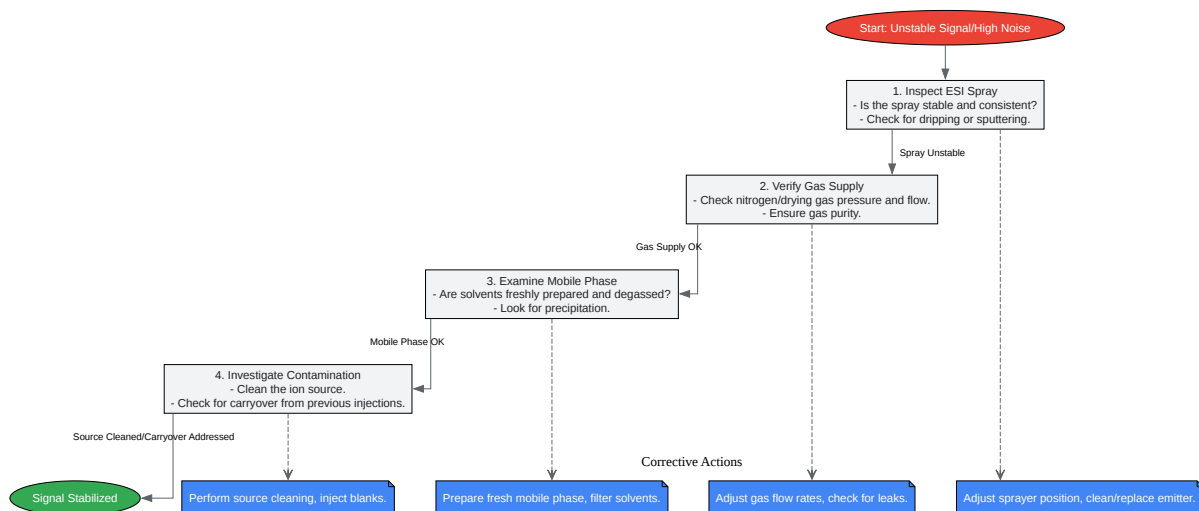 Start: Unstable Signal/High Noise
1. Inspect ESI Spray
- Is the spray stable and consistent?
- Check for dripping or sputtering.
Spray Unstable
2. Verify Gas Supply
- Check nitrogen/drying gas pressure and flow.
- Ensure gas purity.
Gas Supply OK
3. Examine Mobile Phase
- Are solvents freshly prepared and degassed?
- Look for precipitation.
Mobile Phase OK
4. Investigate Contamination
- Clean the ion source.
- Check for carryover from previous injections.
Source Cleaned/Carryover Addressed
Corrective Actions
Signal Stabilized
Perform source cleaning, inject blanks.
Prepare fresh mobile phase, filter solvents.
Adjust gas flow rates, check for leaks.
Adjust sprayer position, clean/replace emitter.